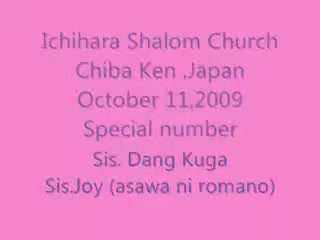 Ichihara Shalom Church
Chiba Ken .Japan
October 11,2009
Special number
Sis. Dang Kuga
Sis.Joy (asawa ni romano)